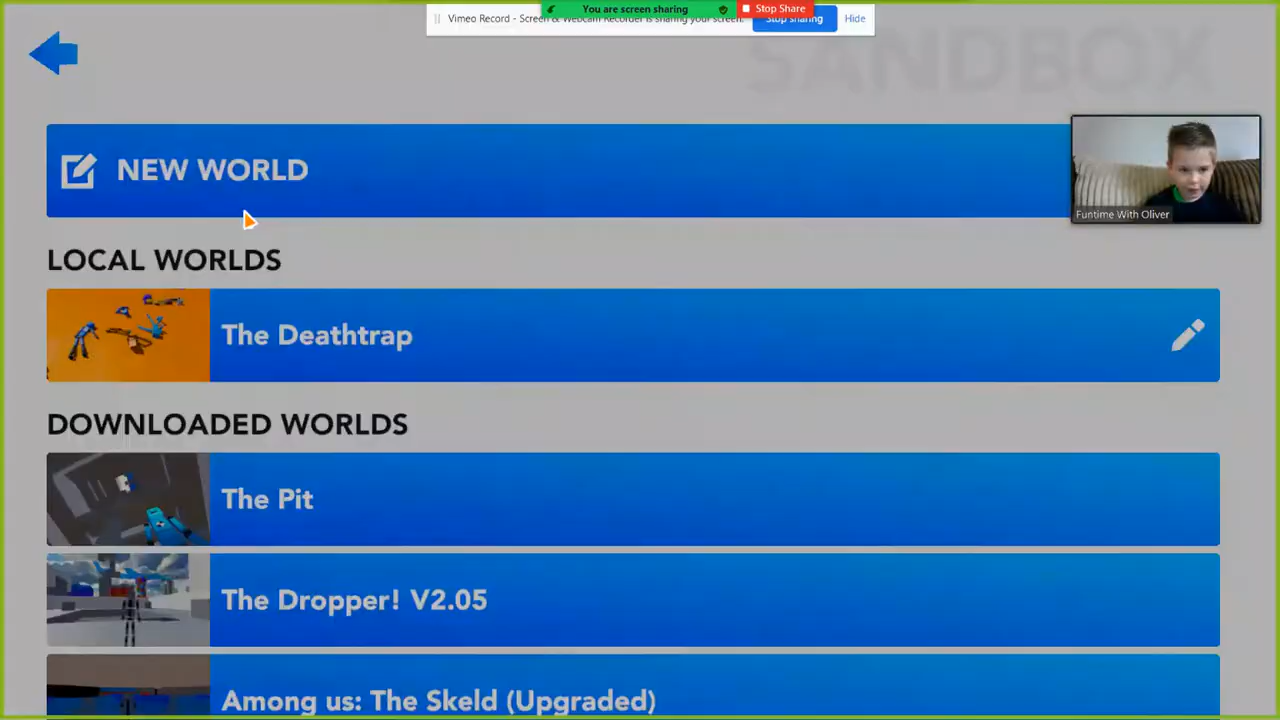 You are screen sharing
Stop Share
Vimeo Record - Screen & Webcam Recorder is sharing your screen.
Stop sharing
Hide
SANDBOX
NEW WORLD
Funtime With Oliver
LOCAL WORLDS
The Deathtrap
DOWNLOADED WORLDS
The Pit
The Dropper! V2.05
Among us: The Skeld (Upgraded)